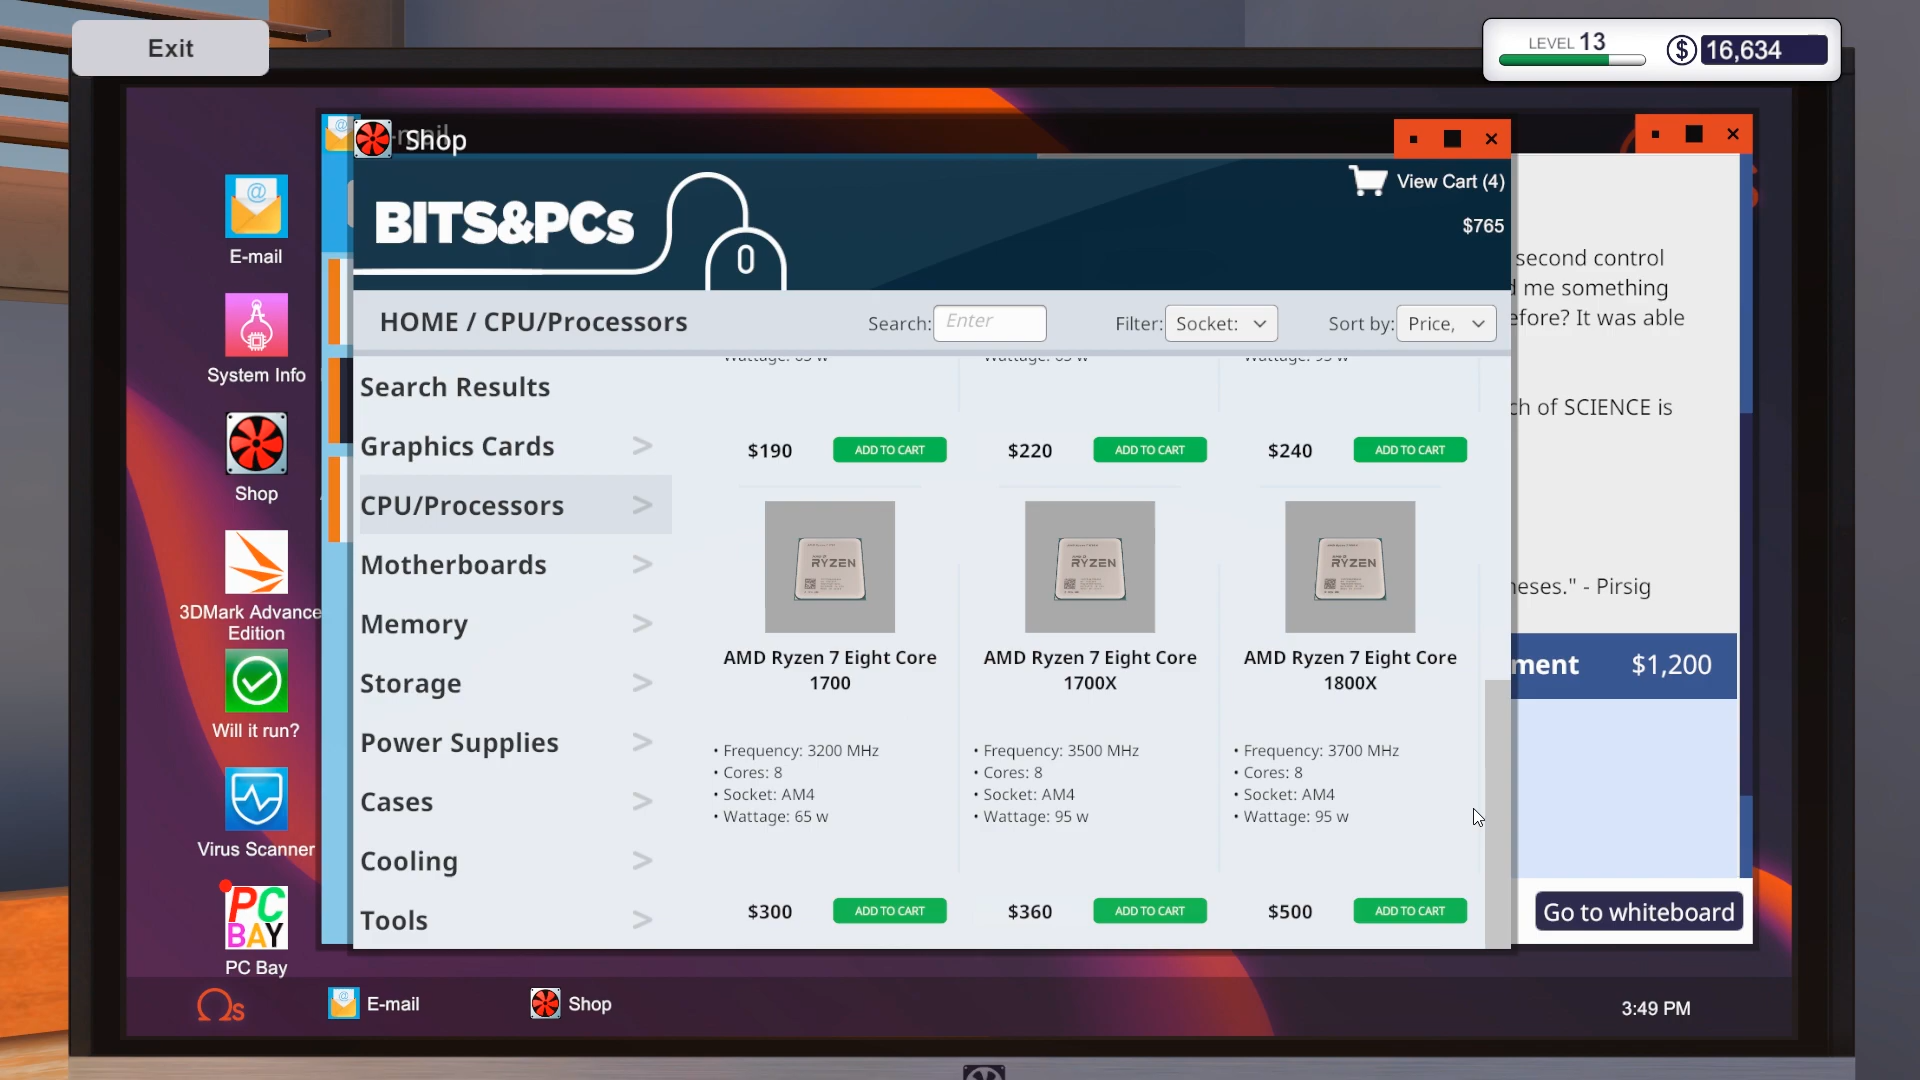 Exit
LEVEL 13
$ 16,634
Shop
View Cart (4)
$765
BITS&PCs
HOME / CPU/Processors
Search: Enter
Filter: Socket:
Sort by: Price,
Search Results
Graphics Cards >
CPU/Processors >
Motherboards >
Memory >
Storage >
Power Supplies >
Cases >
Cooling >
Tools >
$190 ADD TO CART
$220 ADD TO CART
$240 ADD TO CART
RYZEN
AMD Ryzen 7 Eight Core
1700
• Frequency: 3200 MHz
• Cores: 8
• Socket: AM4
• Wattage: 65 w
$300 ADD TO CART
RYZEN
AMD Ryzen 7 Eight Core
1700X
• Frequency: 3500 MHz
• Cores: 8
• Socket: AM4
• Wattage: 95 w
$360 ADD TO CART
RYZEN
AMD Ryzen 7 Eight Core
1800X
• Frequency: 3700 MHz
• Cores: 8
• Socket: AM4
• Wattage: 95 w
$500 ADD TO CART
second control
me something
efore? It was able
ch of SCIENCE is
heses." - Pirsig
ment $1,200
Go to whiteboard
E-mail
System Info
Shop
3DMark Advance
Edition
Will it run?
Virus Scanner
PC
BAY
PC Bay
Ωs
E-mail
Shop
3:49 PM